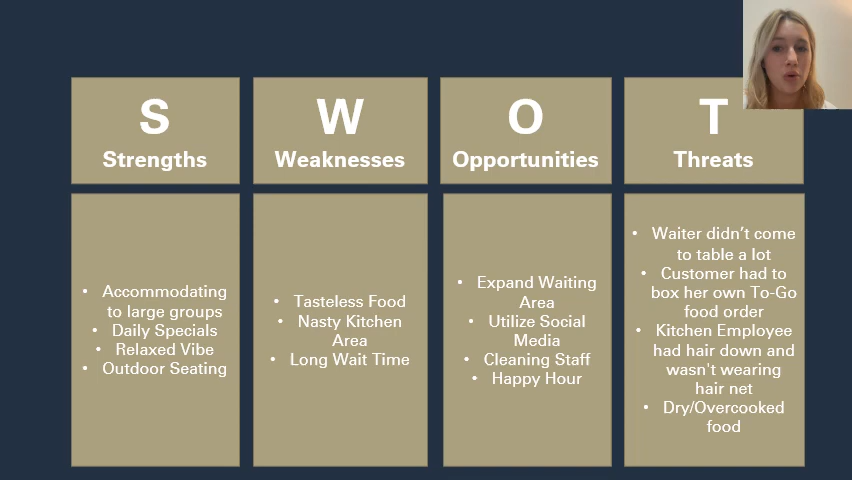 S
Strengths
W
Weaknesses
O
Opportunities
T
Threats
• Accommodating
to large groups
• Daily Specials
• Relaxed Vibe
• Outdoor Seating
• Tasteless Food
• Nasty Kitchen
Area
• Long Wait Time
• Expand Waiting
Area
• Utilize Social
Media
• Cleaning Staff
• Happy Hour
• Waiter didn’t come
to table a lot
• Customer had to
box her own To-Go
food order
• Kitchen Employee
had hair down and
wasn't wearing
hair net
• Dry/Overcooked
food